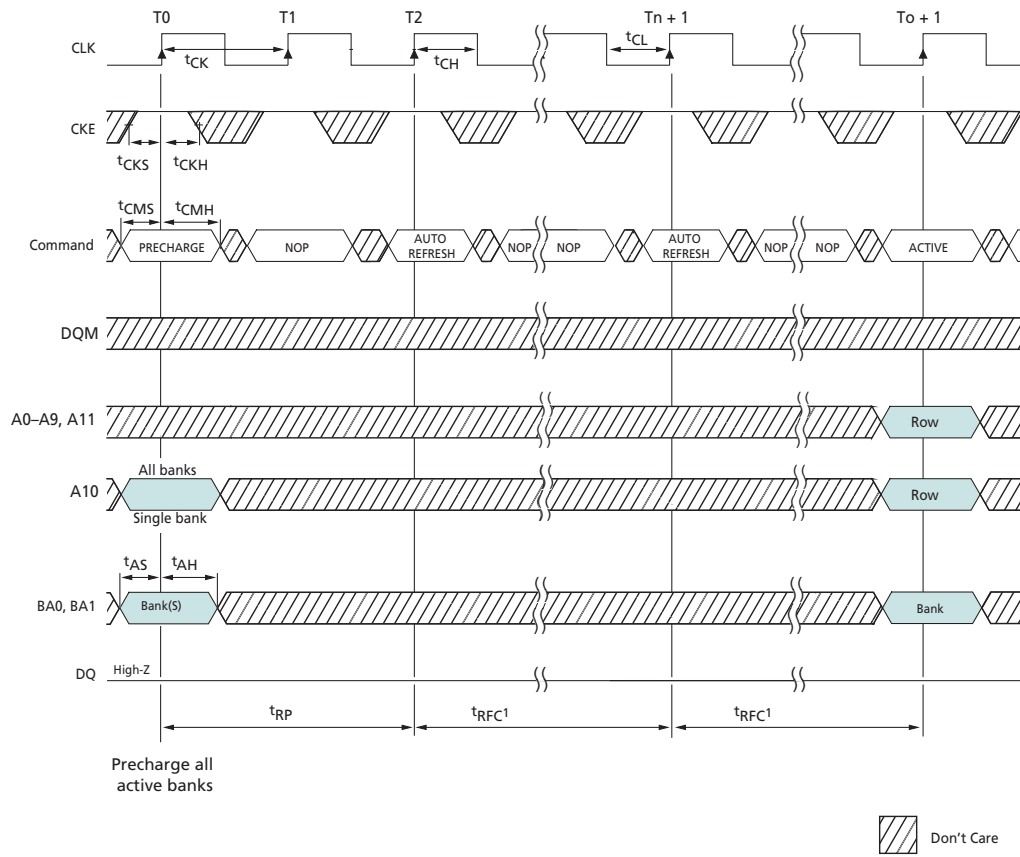 T0 T1 T2 Tn + 1 To + 1
CLK
tCK tCH tCL
CKE
tCKS tCKH
tCMS tCMH
Command PRECHARGE NOP AUTO REFRESH NOP NOP AUTO REFRESH NOP NOP ACTIVE
DQM
A0–A9, A11 Row
All banks
A10 Row
Single bank
tAS tAH
BA0, BA1 Bank(S) Bank
DQ High-Z
tRP tRFC1 tRFC1
Precharge all
active banks
Don't Care